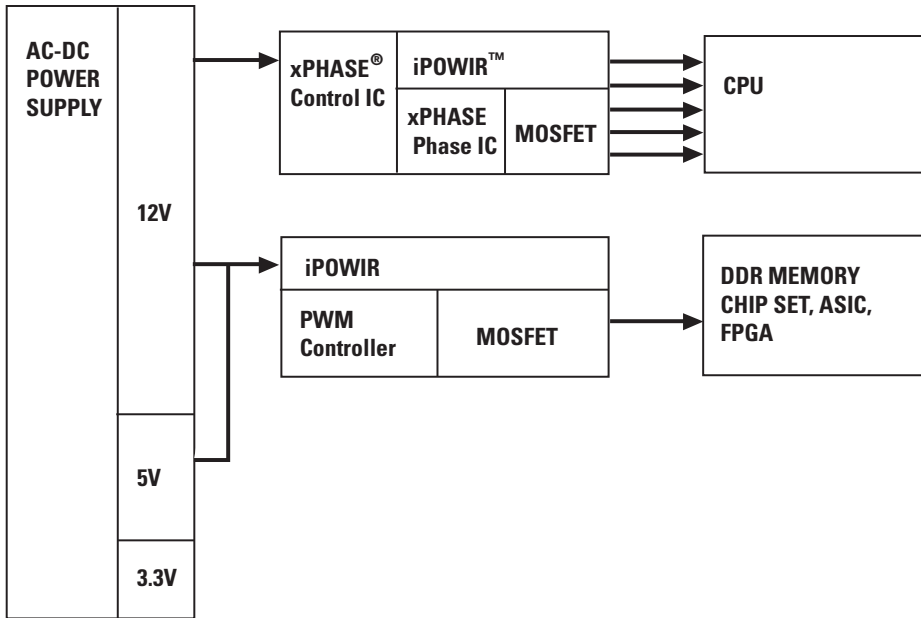 AC-DC
POWER
SUPPLY
12V
5V
3.3V
xPHASE®
Control IC
iPOWIR™
xPHASE
Phase IC
MOSFET
CPU
iPOWIR
PWM
Controller
MOSFET
DDR MEMORY
CHIP SET, ASIC,
FPGA